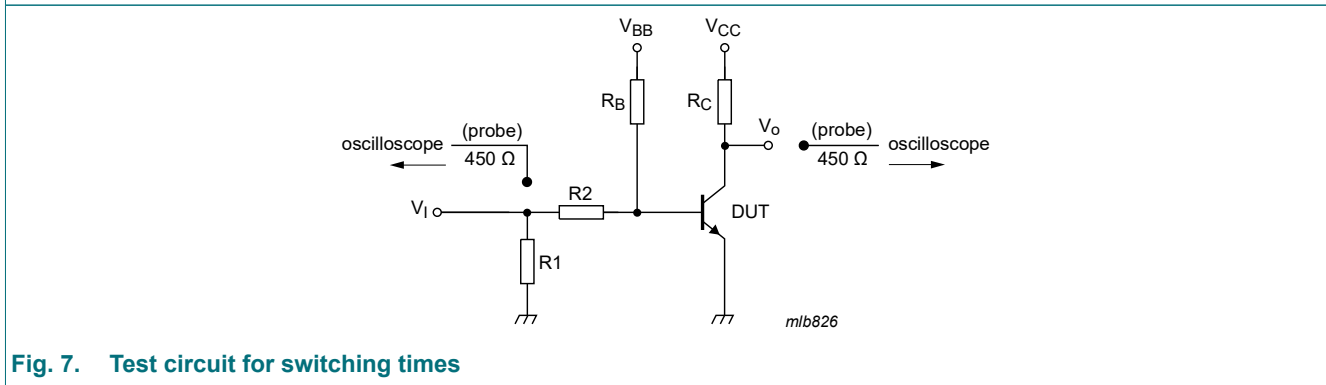 VBB
VCC
RB
RC
Vo
oscilloscope
(probe)
450 Ω
(probe)
450 Ω
oscilloscope
VI
R2
DUT
R1
mlb826
Fig. 7. Test circuit for switching times